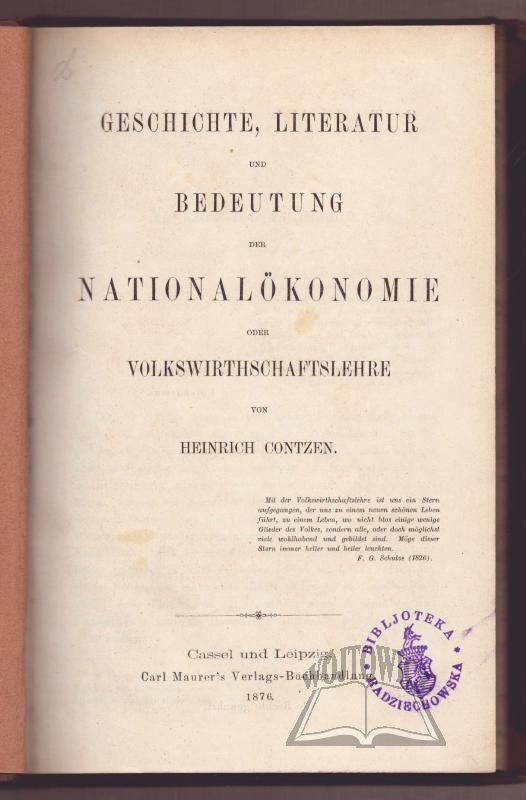 GESCHICHTE, LITERATUR
UND
BEDEUTUNG
DER
NATIONALÖKONOMIE
ODER
VOLKSWIRTHSCHAFTSLEHRE
VON
HEINRICH CONTZEN.
Mit der Volkswirthschaftslehre ist uns ein Stern
aufgegangen, der uns zu einem neuen schönen Leben
führt, zu einem Leben, wo nicht blos einige wenige
Glieder des Volkes, sondern alle, oder doch möglichst
viele wohlhabend und gebildet sind. Möge dieser
Stern immer heller und heller leuchten.
F. G. Schulze (1826).
Cassel und Leipzig.
Carl Maurer's Verlags-Buchhandlung.
1876.
BIBLJOTEKA
RADZIECHOWSKA
WÓJTOWICZ